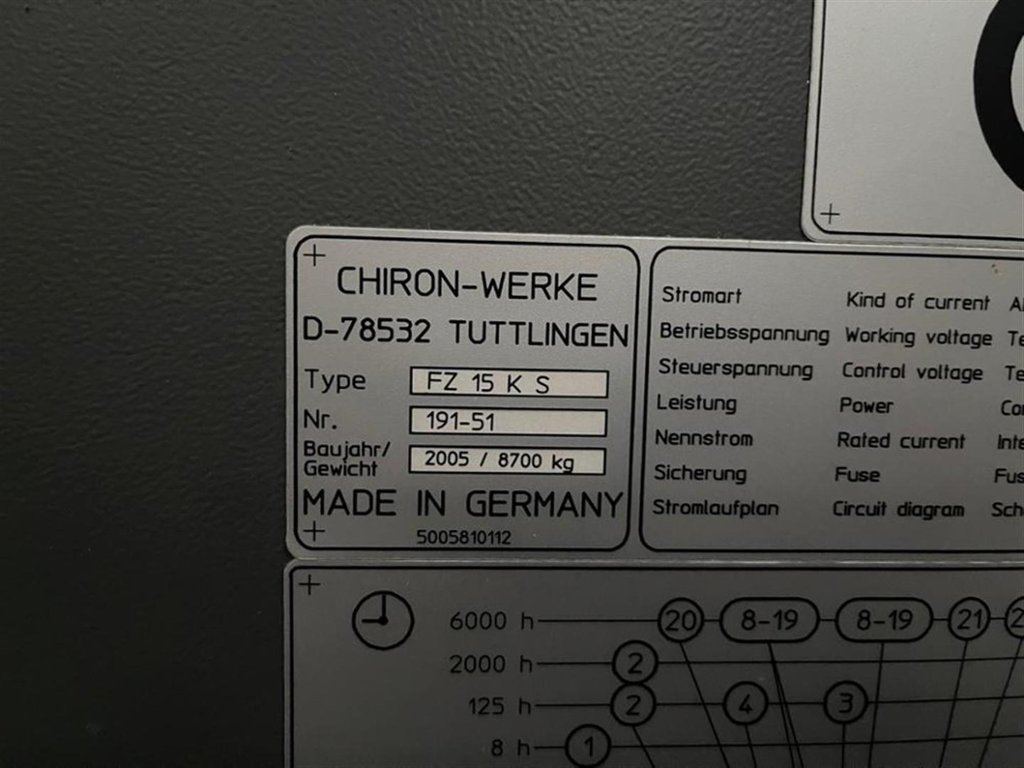 CHIRON-WERKE
D-78532 TUTTLINGEN
Type FZ 15 K S
Nr. 191-51
Baujahr/
Gewicht 2005 / 8700 kg
MADE IN GERMANY
5005810112
Stromart Kind of current
Betriebsspannung Working voltage
Steuerspannung Control voltage
Leistung Power
Nennstrom Rated current
Sicherung Fuse
Stromlaufplan Circuit diagram
6000 h 20 8-19 8-19 21
2000 h 2
125 h 2 4 3
8 h 1